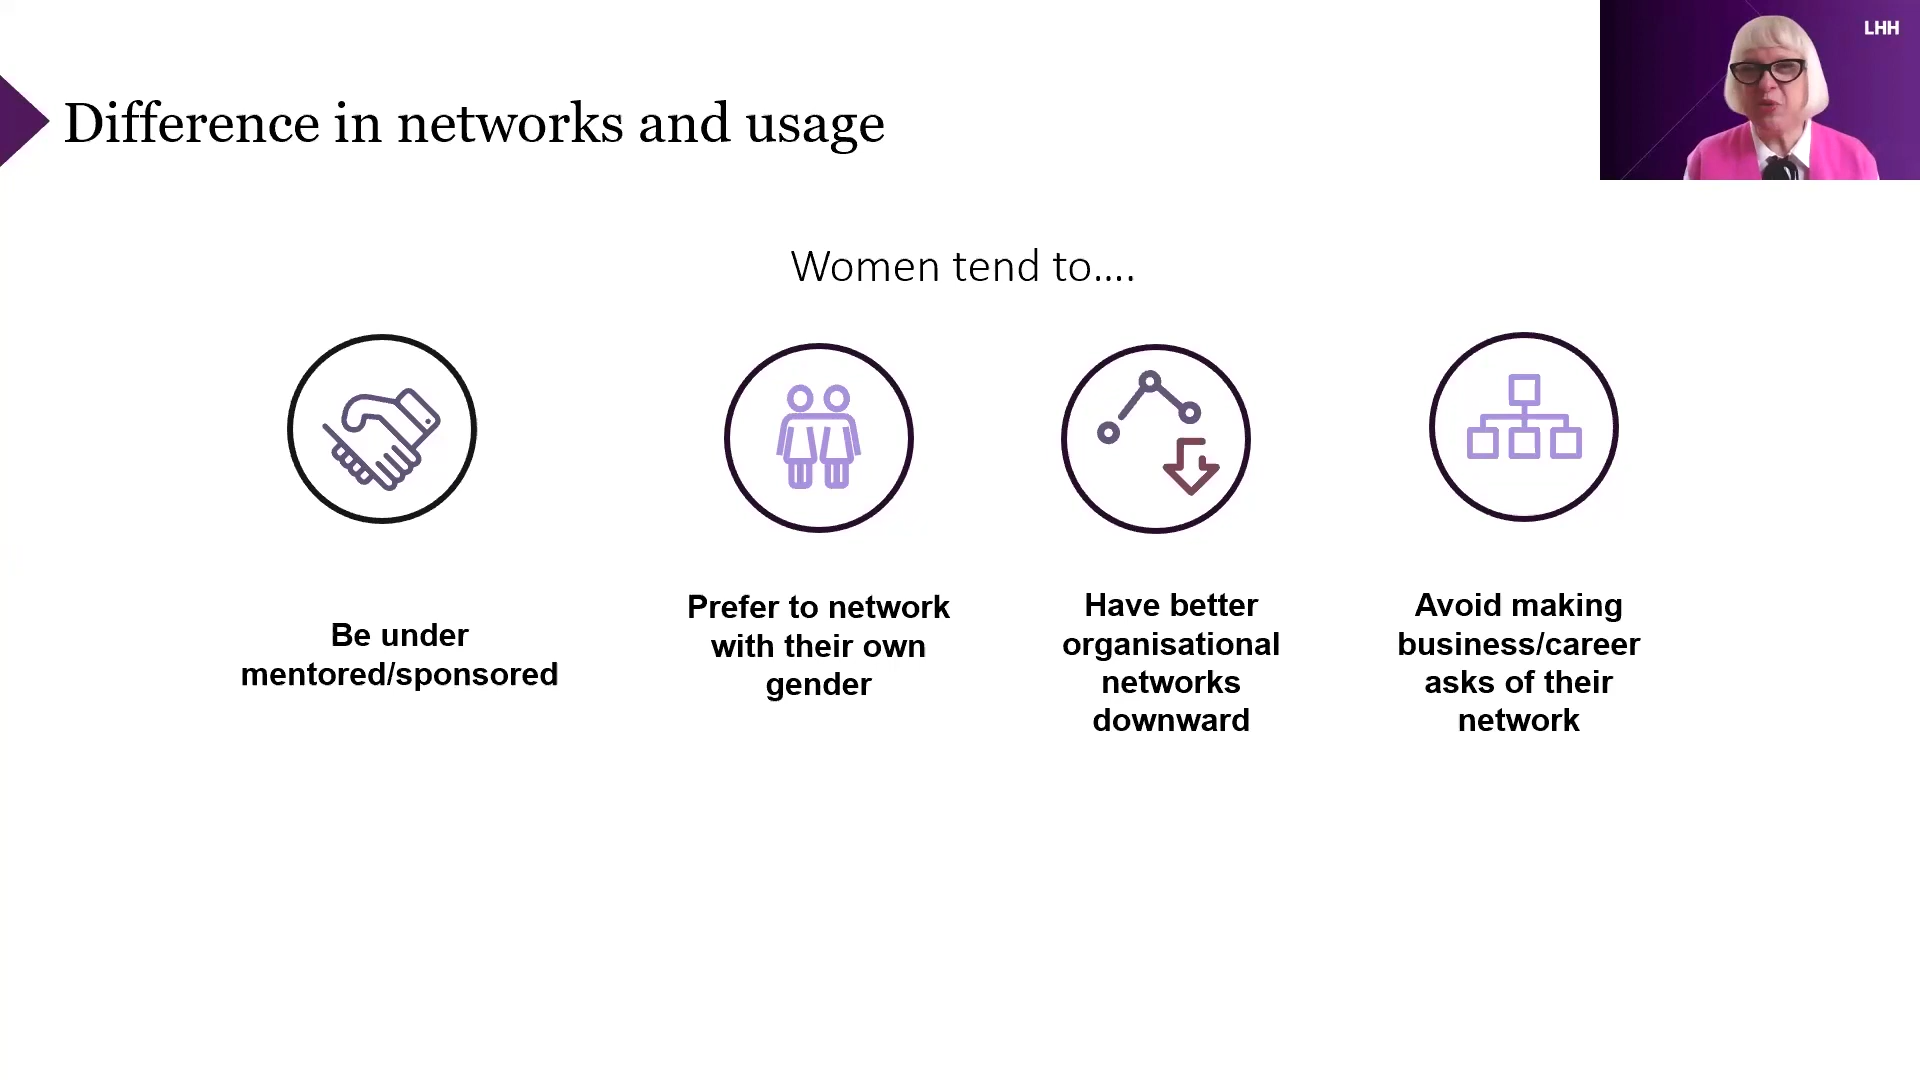 LHH
Difference in networks and usage
Women tend to....
Be under
mentored/sponsored
Prefer to network
with their own
gender
Have better
organisational
networks
downward
Avoid making
business/career
asks of their
network